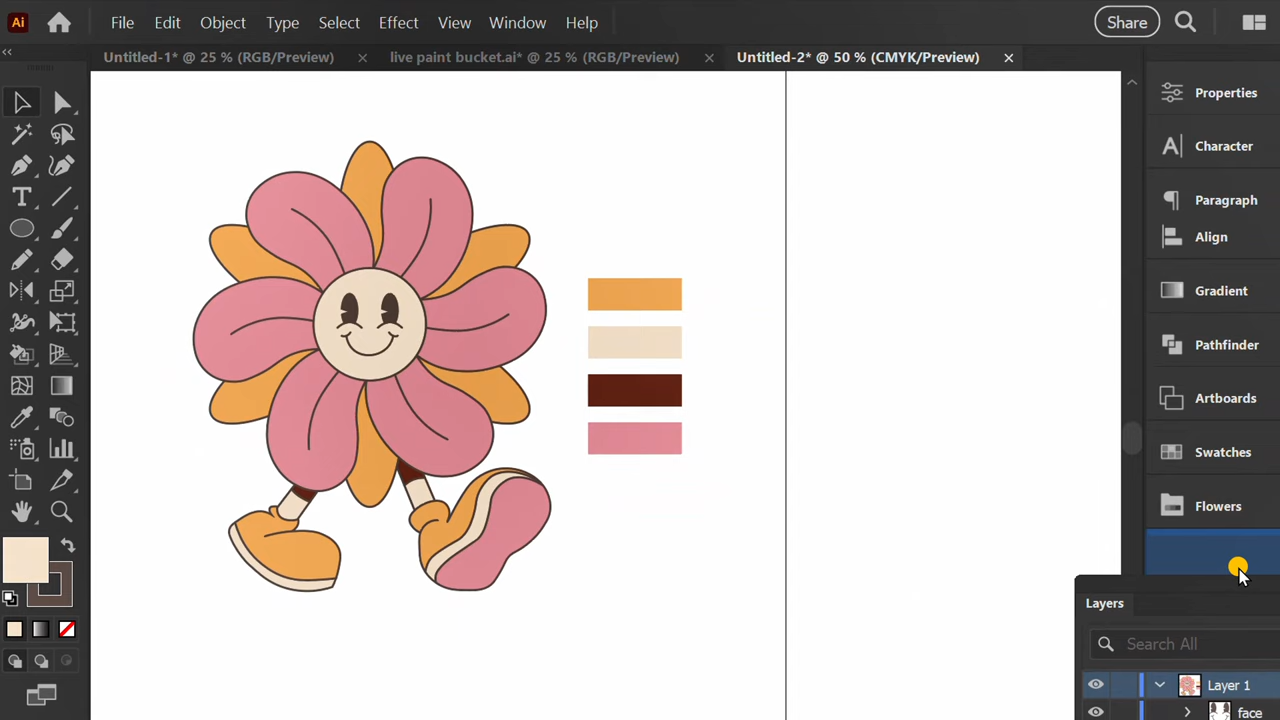 Ai File Edit Object Type Select Effect View Window Help Share
Untitled-1* @ 25 % (RGB/Preview) live paint bucket.ai* @ 25 % (RGB/Preview) Untitled-2* @ 50 % (CMYK/Preview)
Properties
Character
Paragraph
Align
Gradient
Pathfinder
Artboards
Swatches
Flowers
Layers
Search All
Layer 1
face